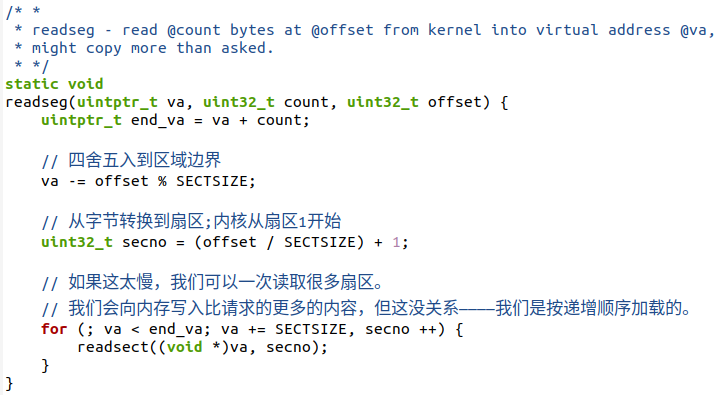 /* *
 * readseg - read @count bytes at @offset from kernel into virtual address @va,
 * might copy more than asked.
 * */
static void
readseg(uintptr_t va, uint32_t count, uint32_t offset) {
    uintptr_t end_va = va + count;

    // 四舍五入到区域边界
    va -= offset % SECTSIZE;

    // 从字节转换到扇区;内核从扇区1开始
    uint32_t secno = (offset / SECTSIZE) + 1;

    // 如果这太慢，我们可以一次读取很多扇区。
    // 我们会向内存写入比请求的更多的内容，但这没关系————我们是按递增顺序加载的。
    for (; va < end_va; va += SECTSIZE, secno ++) {
        readsect((void *)va, secno);
    }
}